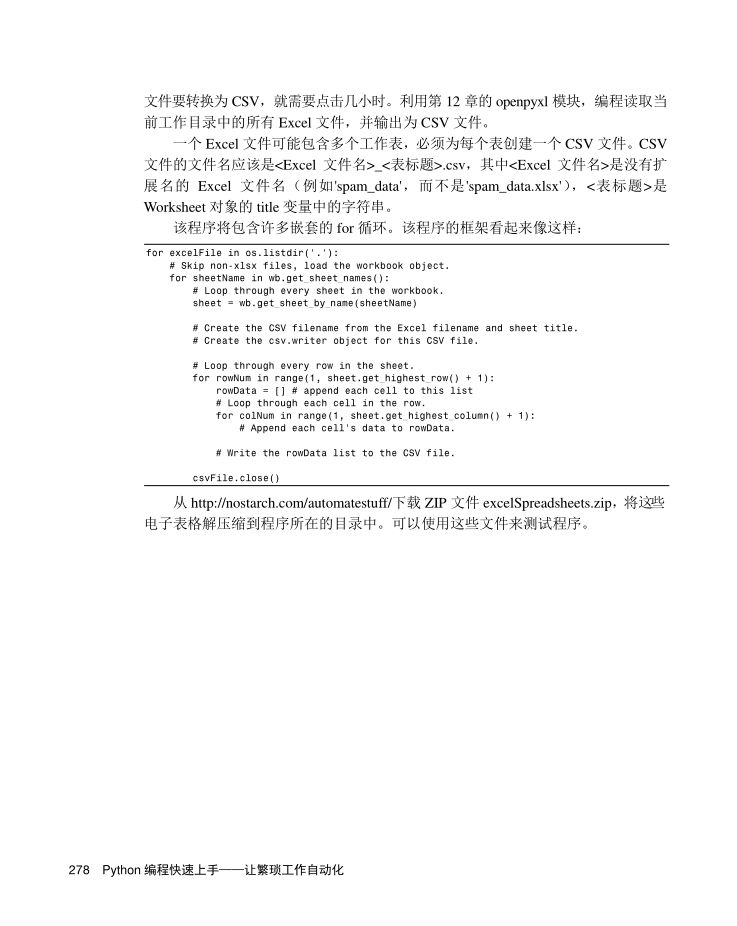 文件要转换为 CSV，就需要点击几小时。利用第 12 章的 openpyxl 模块，编程读取当
前工作目录中的所有 Excel 文件，并输出为 CSV 文件。
一个 Excel 文件可能包含多个工作表，必须为每个表创建一个 CSV 文件。CSV
文件的文件名应该是<Excel 文件名>_<表标题>.csv，其中<Excel 文件名>是没有扩
展名的 Excel 文件名（例如'spam_data'，而不是'spam_data.xlsx'），<表标题>是
Worksheet 对象的 title 变量中的字符串。
该程序将包含许多嵌套的 for 循环。该程序的框架看起来像这样：
for excelFile in os.listdir('.'):
    # Skip non-xlsx files, load the workbook object.
    for sheetName in wb.get_sheet_names():
        # Loop through every sheet in the workbook.
        sheet = wb.get_sheet_by_name(sheetName)

        # Create the CSV filename from the Excel filename and sheet title.
        # Create the csv.writer object for this CSV file.

        # Loop through every row in the sheet.
        for rowNum in range(1, sheet.get_highest_row() + 1):
            rowData = [] # append each cell to this list
            # Loop through each cell in the row.
            for colNum in range(1, sheet.get_highest_column() + 1):
                # Append each cell's data to rowData.

            # Write the rowData list to the CSV file.

        csvFile.close()
从 http://nostarch.com/automatestuff/下载 ZIP 文件 excelSpreadsheets.zip，将这些
电子表格解压缩到程序所在的目录中。可以使用这些文件来测试程序。
278 Python 编程快速上手——让繁琐工作自动化